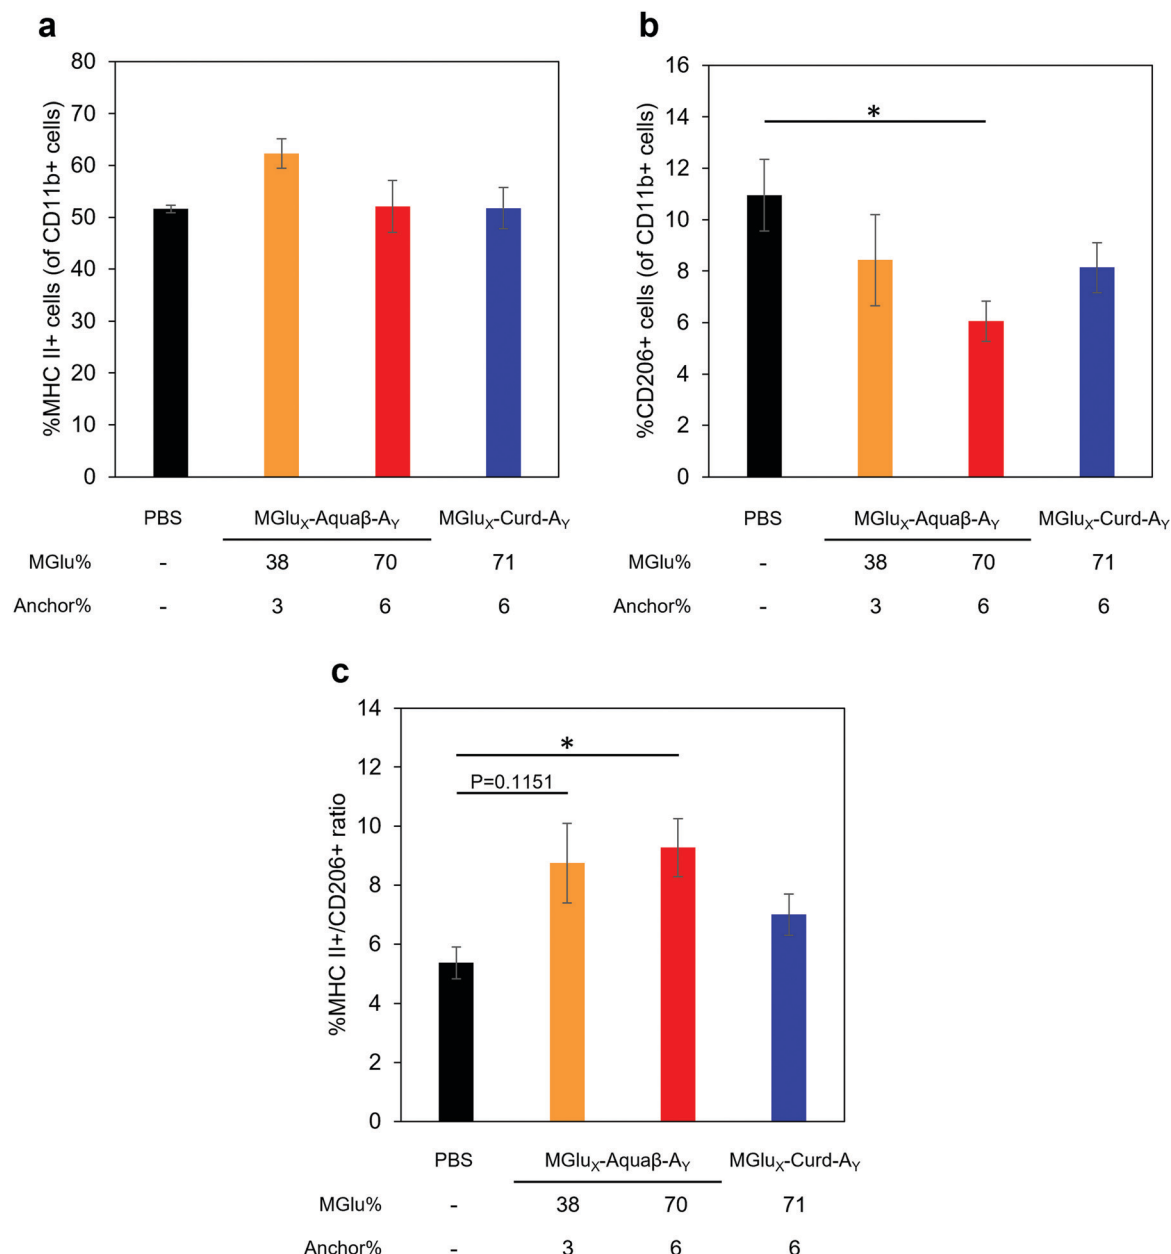 a
%MHC II+ cells (of CD11b+ cells)
80
70
60
50
40
30
20
10
0
PBS MGluX-Aquaβ-AY MGluX-Curd-AY
MGlu% - 38 70 71
Anchor% - 3 6 6
b
%CD206+ cells (of CD11b+ cells)
16
14
12
10
8
6
4
2
0
*
PBS MGluX-Aquaβ-AY MGluX-Curd-AY
MGlu% - 38 70 71
Anchor% - 3 6 6
c
%MHC II+/CD206+ ratio
14
12
10
8
6
4
2
0
*
P=0.1151
PBS MGluX-Aquaβ-AY MGluX-Curd-AY
MGlu% - 38 70 71
Anchor% - 3 6 6